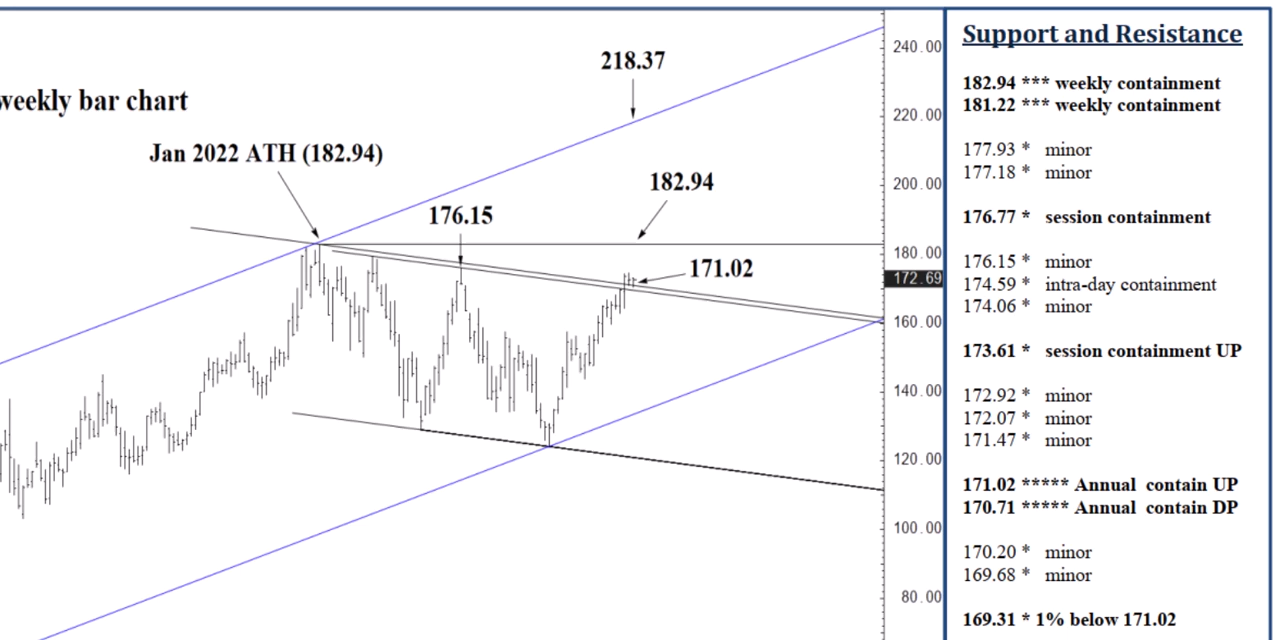 weekly bar chart
218.37
Jan 2022 ATH (182.94)
182.94
176.15
171.02
240.00
220.00
200.00
180.00
172.69
160.00
140.00
120.00
100.00
80.00
Support and Resistance
182.94 *** weekly containment
181.22 *** weekly containment
177.93 * minor
177.18 * minor
176.77 * session containment
176.15 * minor
174.59 * intra-day containment
174.06 * minor
173.61 * session containment UP
172.92 * minor
172.07 * minor
171.47 * minor
171.02 ***** Annual contain UP
170.71 ***** Annual contain DP
170.20 * minor
169.68 * minor
169.31 * 1% below 171.02